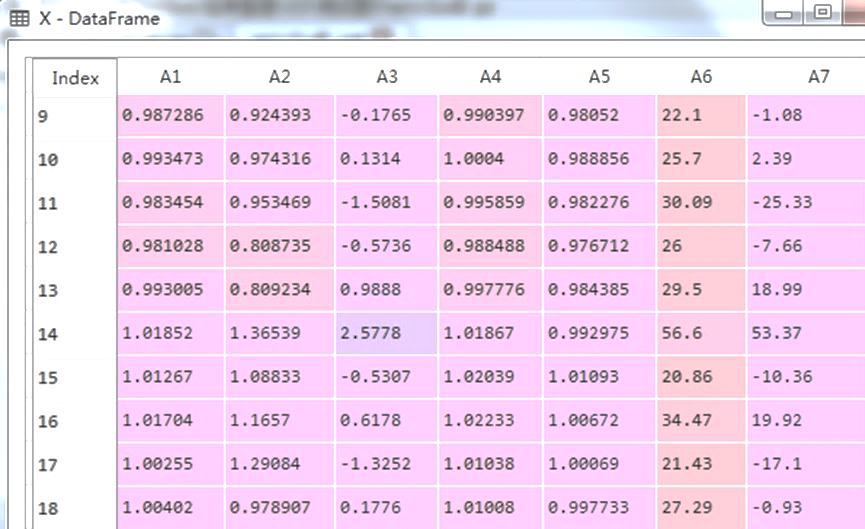 X - DataFrame
Index A1 A2 A3 A4 A5 A6 A7
9 0.987286 0.924393 -0.1765 0.990397 0.98052 22.1 -1.08
10 0.993473 0.974316 0.1314 1.0004 0.988856 25.7 2.39
11 0.983454 0.953469 -1.5081 0.995859 0.982276 30.09 -25.33
12 0.981028 0.808735 -0.5736 0.988488 0.976712 26 -7.66
13 0.993005 0.809234 0.9888 0.997776 0.984385 29.5 18.99
14 1.01852 1.36539 2.5778 1.01867 0.992975 56.6 53.37
15 1.01267 1.08833 -0.5307 1.02039 1.01093 20.86 -10.36
16 1.01704 1.1657 0.6178 1.02233 1.00672 34.47 19.92
17 1.00255 1.29084 -1.3252 1.01038 1.00069 21.43 -17.1
18 1.00402 0.978907 0.1776 1.01008 0.997733 27.29 -0.93